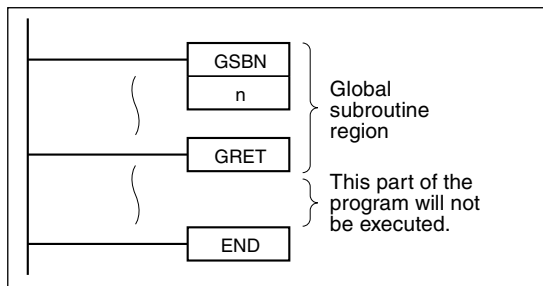 GSBN
n
Global
subroutine
region
GRET
This part of the
program will not
be executed.
END